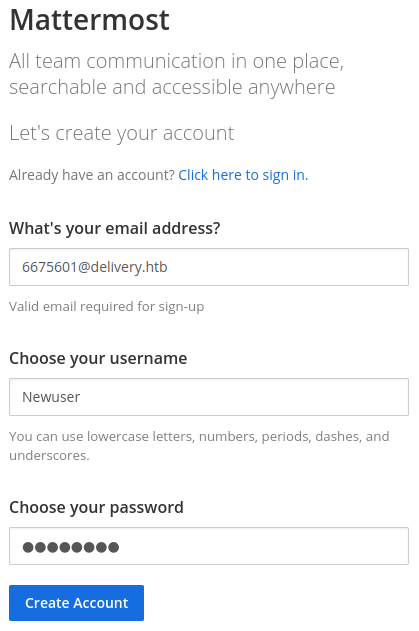 Mattermost
All team communication in one place,
searchable and accessible anywhere
Let's create your account
Already have an account? Click here to sign in.
What's your email address?
6675601@delivery.htb
Valid email required for sign-up
Choose your username
Newuser
You can use lowercase letters, numbers, periods, dashes, and
underscores.
Choose your password
●●●●●●●●
Create Account